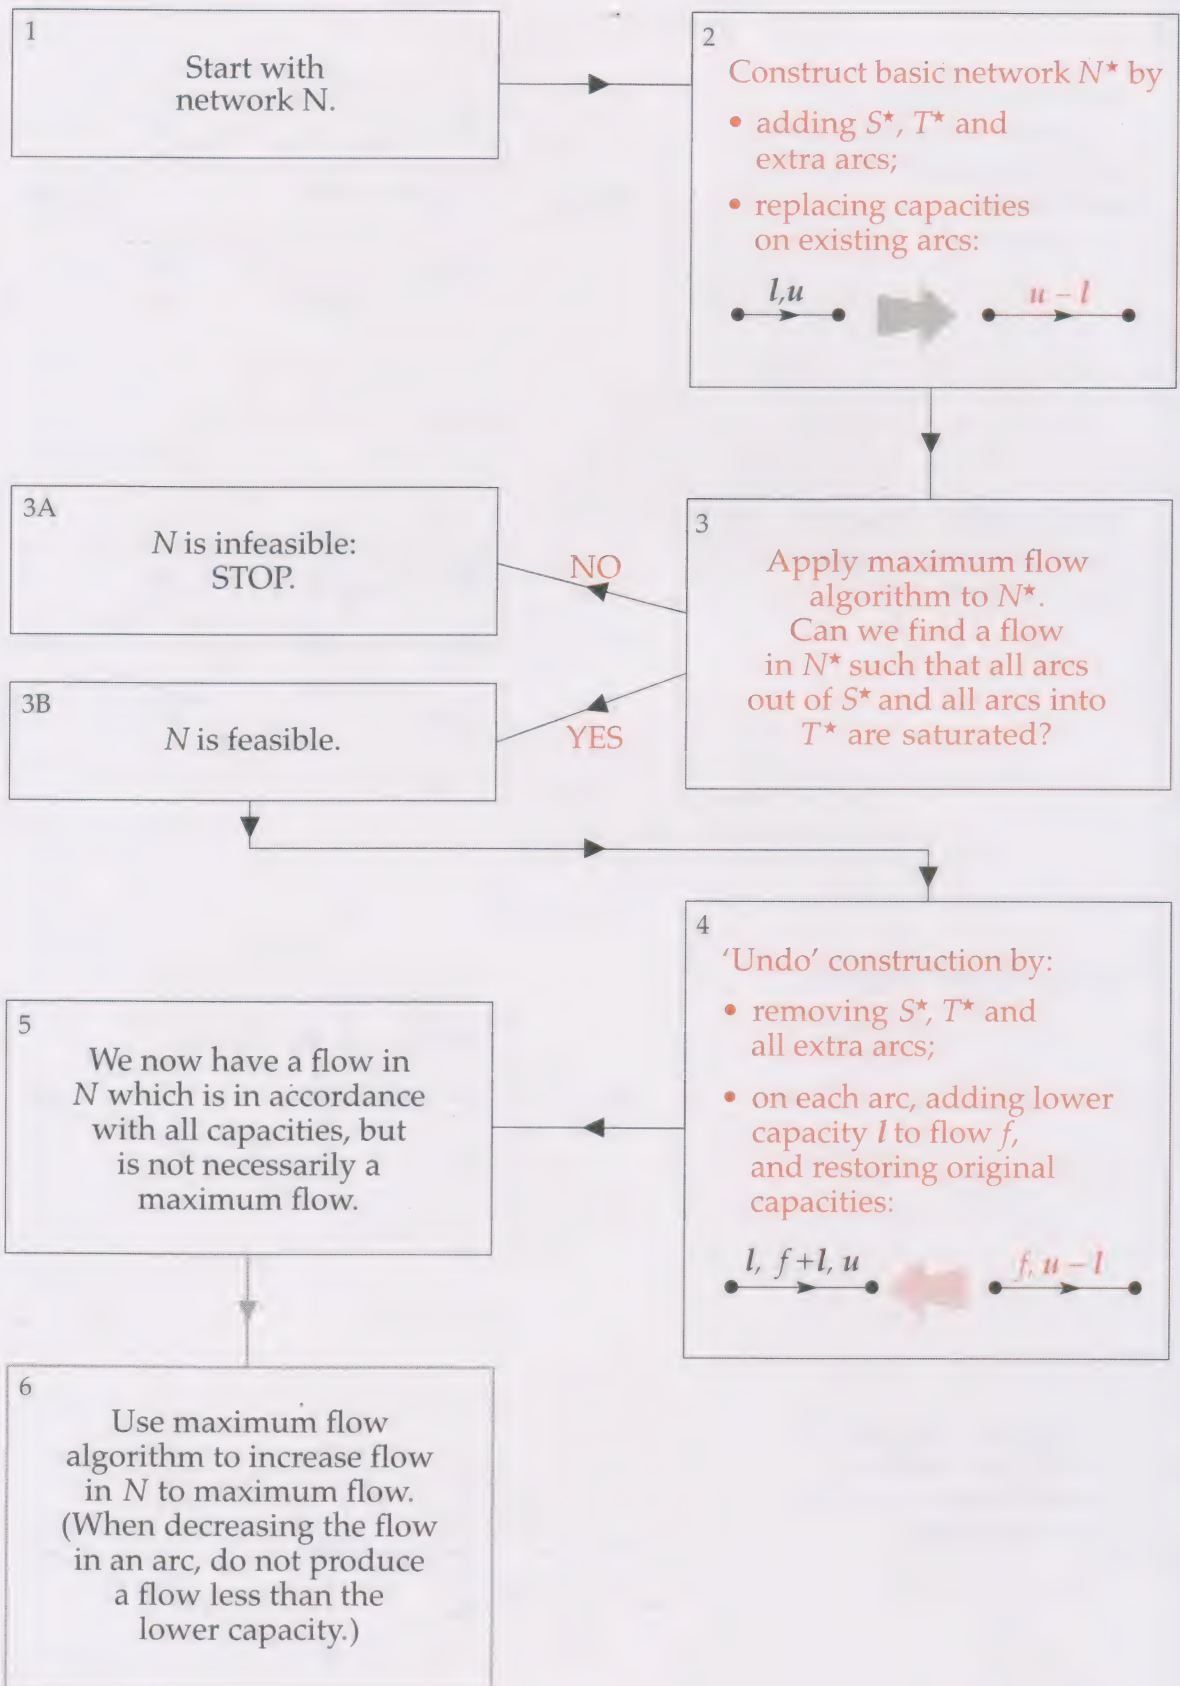 1
Start with
network N.
2
Construct basic network N★ by
• adding S★, T★ and
extra arcs;
• replacing capacities
on existing arcs:
l,u
u – l
3A
N is infeasible:
STOP.
NO
3
Apply maximum flow
algorithm to N★.
Can we find a flow
in N★ such that all arcs
out of S★ and all arcs into
T★ are saturated?
3B
N is feasible.
YES
4
'Undo' construction by:
• removing S★, T★ and
all extra arcs;
• on each arc, adding lower
capacity l to flow f,
and restoring original
capacities:
l, f+l, u
f, u – l
5
We now have a flow in
N which is in accordance
with all capacities, but
is not necessarily a
maximum flow.
6
Use maximum flow
algorithm to increase flow
in N to maximum flow.
(When decreasing the flow
in an arc, do not produce
a flow less than the
lower capacity.)